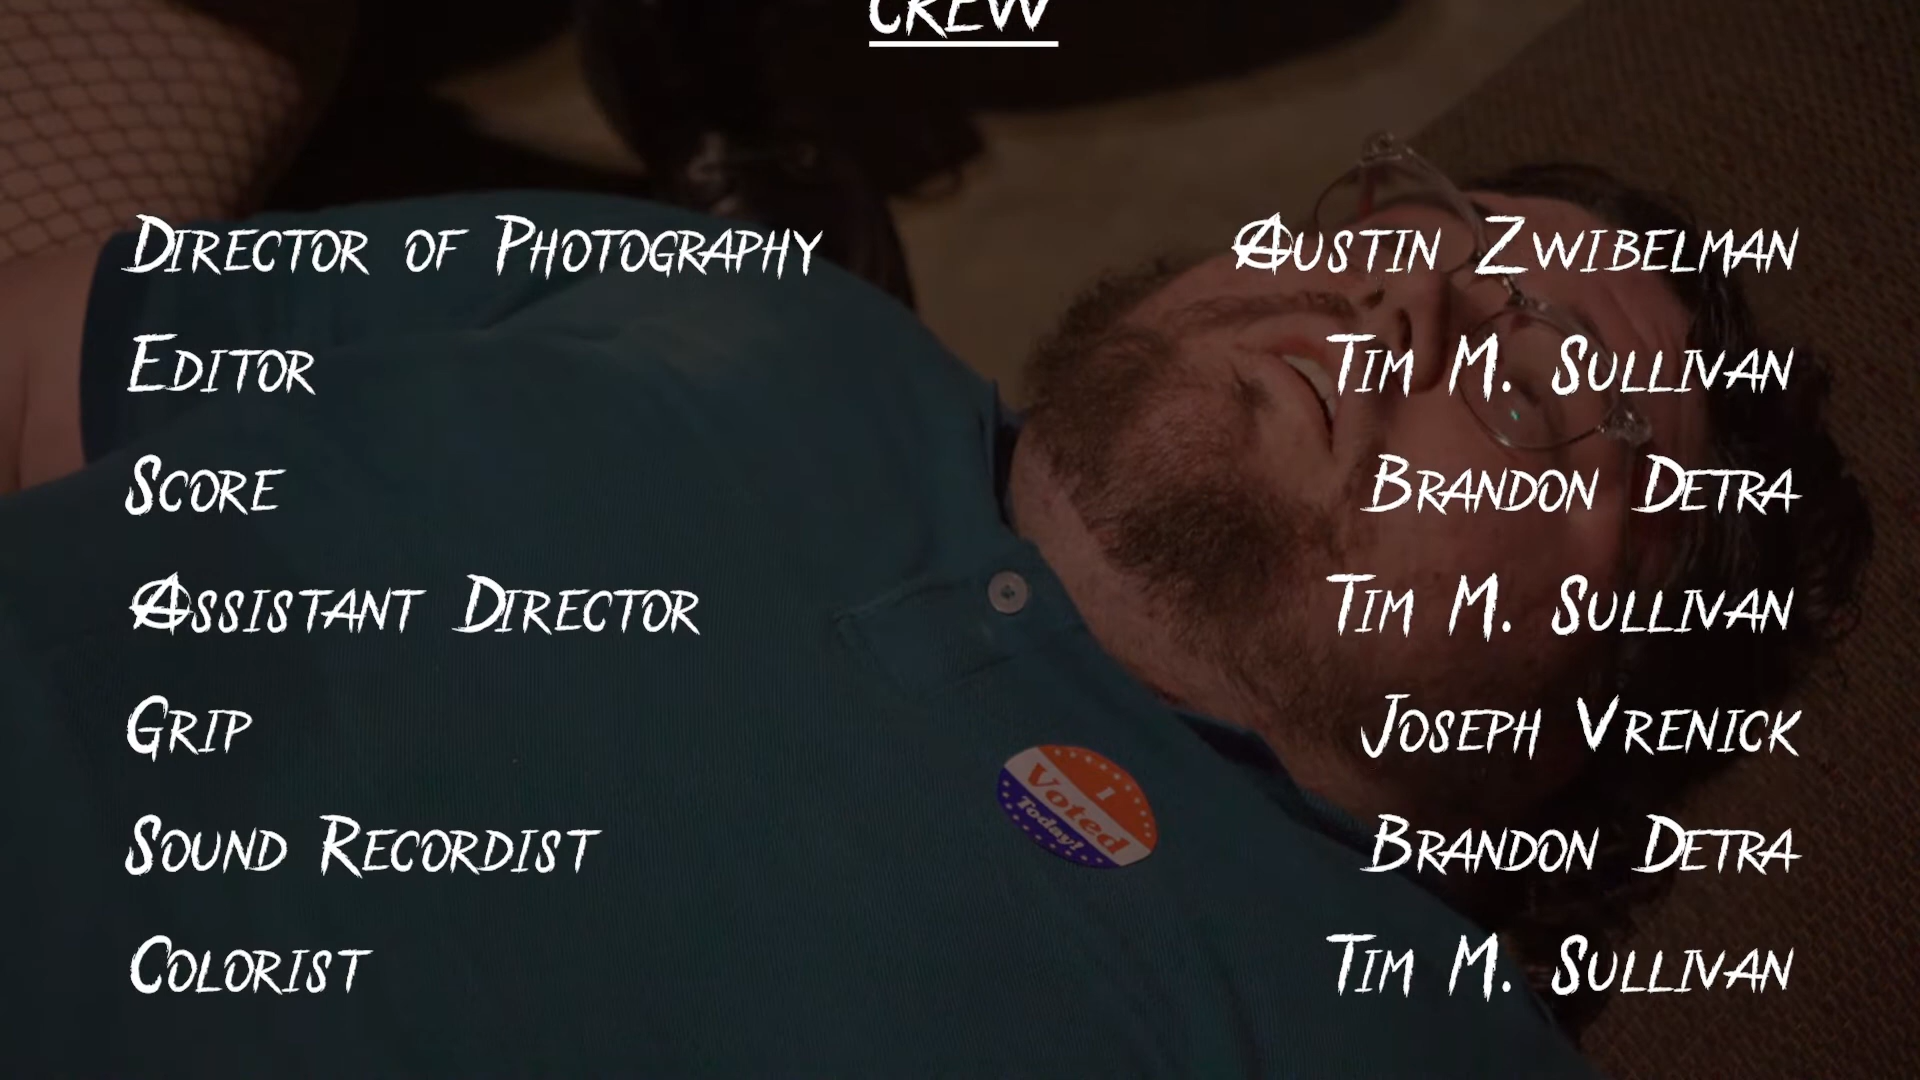 CREW
DIRECTOR OF PHOTOGRAPHY AUSTIN ZWIBELMAN
EDITOR TIM M. SULLIVAN
SCORE BRANDON DETRA
ASSISTANT DIRECTOR TIM M. SULLIVAN
GRIP JOSEPH VRENICK
SOUND RECORDIST BRANDON DETRA
COLORIST TIM M. SULLIVAN
I
Voted
Today!